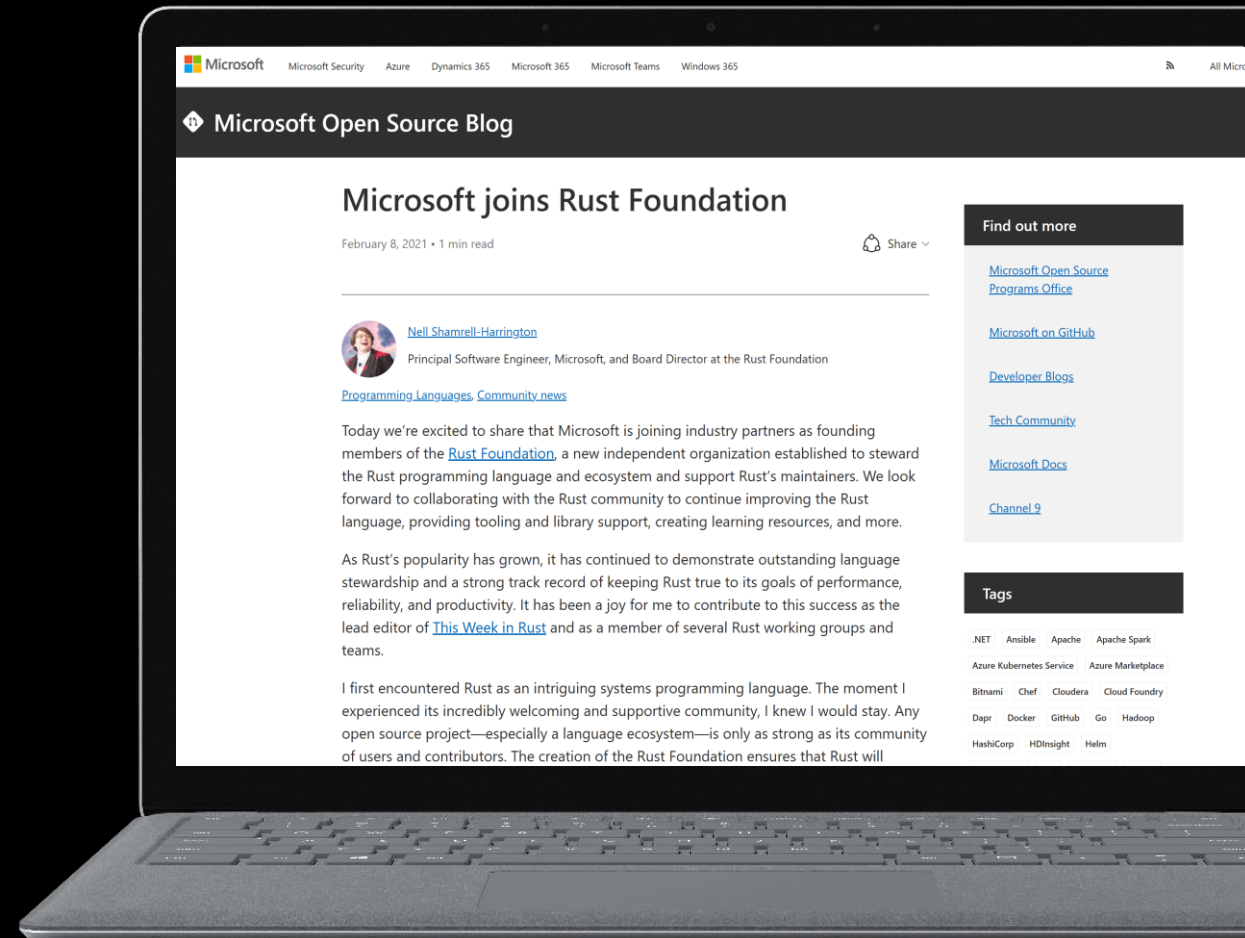 Microsoft Microsoft Security Azure Dynamics 365 Microsoft 365 Microsoft Teams Windows 365 All Micro
Microsoft Open Source Blog
Microsoft joins Rust Foundation
February 8, 2021 • 1 min read
Share
Nell Shamrell-Harrington
Principal Software Engineer, Microsoft, and Board Director at the Rust Foundation
Programming Languages, Community news
Today we’re excited to share that Microsoft is joining industry partners as founding
members of the Rust Foundation, a new independent organization established to steward
the Rust programming language and ecosystem and support Rust’s maintainers. We look
forward to collaborating with the Rust community to continue improving the Rust
language, providing tooling and library support, creating learning resources, and more.
As Rust’s popularity has grown, it has continued to demonstrate outstanding language
stewardship and a strong track record of keeping Rust true to its goals of performance,
reliability, and productivity. It has been a joy for me to contribute to this success as the
lead editor of This Week in Rust and as a member of several Rust working groups and
teams.
I first encountered Rust as an intriguing systems programming language. The moment I
experienced its incredibly welcoming and supportive community, I knew I would stay. Any
open source project—especially a language ecosystem—is only as strong as its community
of users and contributors. The creation of the Rust Foundation ensures that Rust will
Find out more
Microsoft Open Source
Programs Office
Microsoft on GitHub
Developer Blogs
Tech Community
Microsoft Docs
Channel 9
Tags
.NET Ansible Apache Apache Spark
Azure Kubernetes Service Azure Marketplace
Bitnami Chef Cloudera Cloud Foundry
Dapr Docker GitHub Go Hadoop
HashiCorp HDInsight Helm